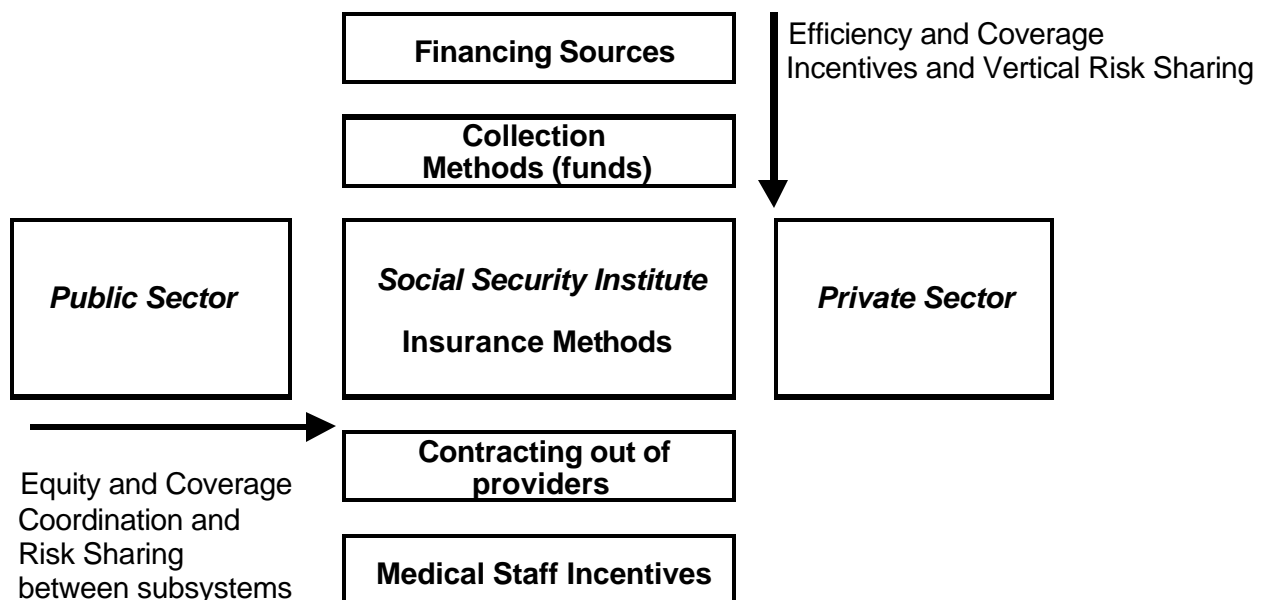 Financing Sources
Efficiency and Coverage
Incentives and Vertical Risk Sharing
Collection
Methods (funds)
Public Sector
Social Security Institute
Insurance Methods
Private Sector
Contracting out of
providers
Equity and Coverage
Coordination and
Risk Sharing
between subsystems
Medical Staff Incentives